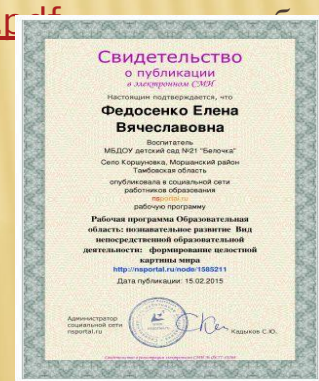 .pdf
Свидетельство
о публикации
в электронном СМИ
Настоящим подтверждается, что
Федосенко Елена
Вячеславовна
Воспитатель
МБДОУ детский сад №21 "Белочка"
Село Коршуновка, Моршанский район
Тамбовская область
опубликовала в социальной сети
работников образования
nsportal.ru
рабочую программу
Рабочая программа Образовательная
область: познавательное развитие Вид
непосредственной образовательной
деятельности: формирование целостной
картины мира
http://nsportal.ru/node/1585211
Дата публикации: 15.02.2015
Администратор
социальной сети
nsportal.ru
Кадыков С.Ю.